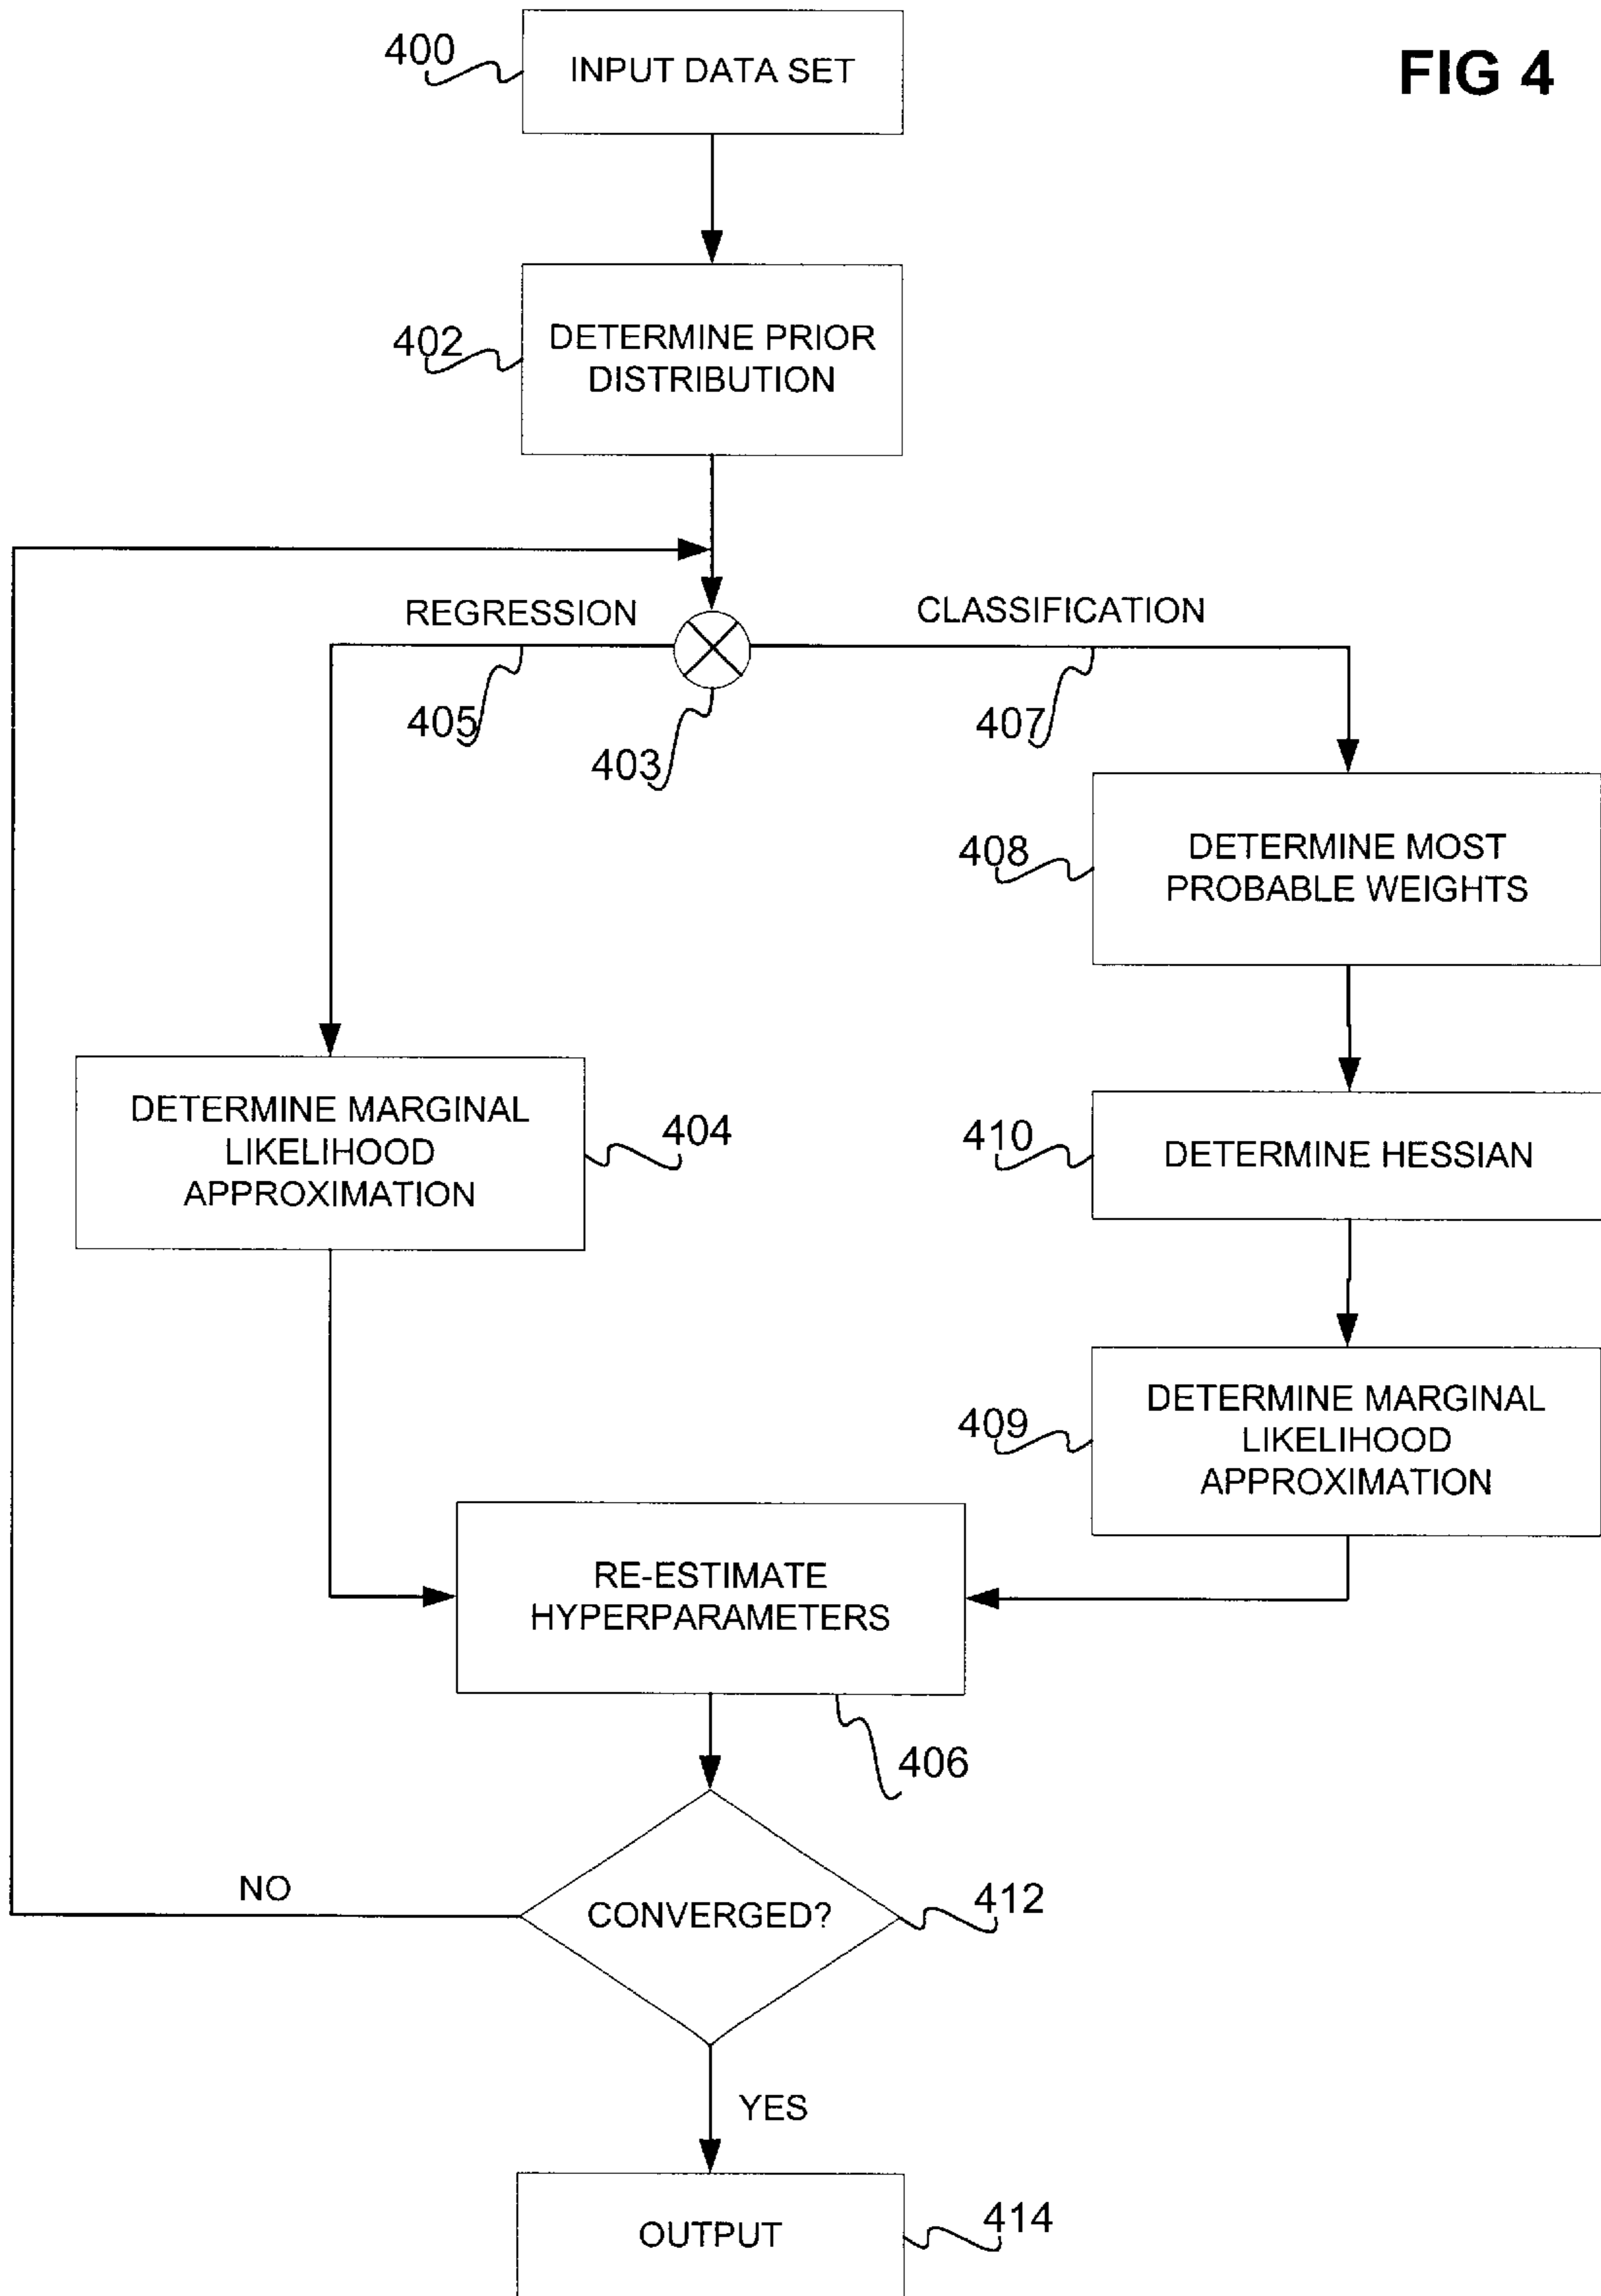 FIG 4
400
INPUT DATA SET
402
DETERMINE PRIOR
DISTRIBUTION
REGRESSION
CLASSIFICATION
405
403
407
408
DETERMINE MOST
PROBABLE WEIGHTS
DETERMINE MARGINAL
LIKELIHOOD
APPROXIMATION
404
410
DETERMINE HESSIAN
409
DETERMINE MARGINAL
LIKELIHOOD
APPROXIMATION
RE-ESTIMATE
HYPERPARAMETERS
406
NO
CONVERGED?
412
YES
OUTPUT
414